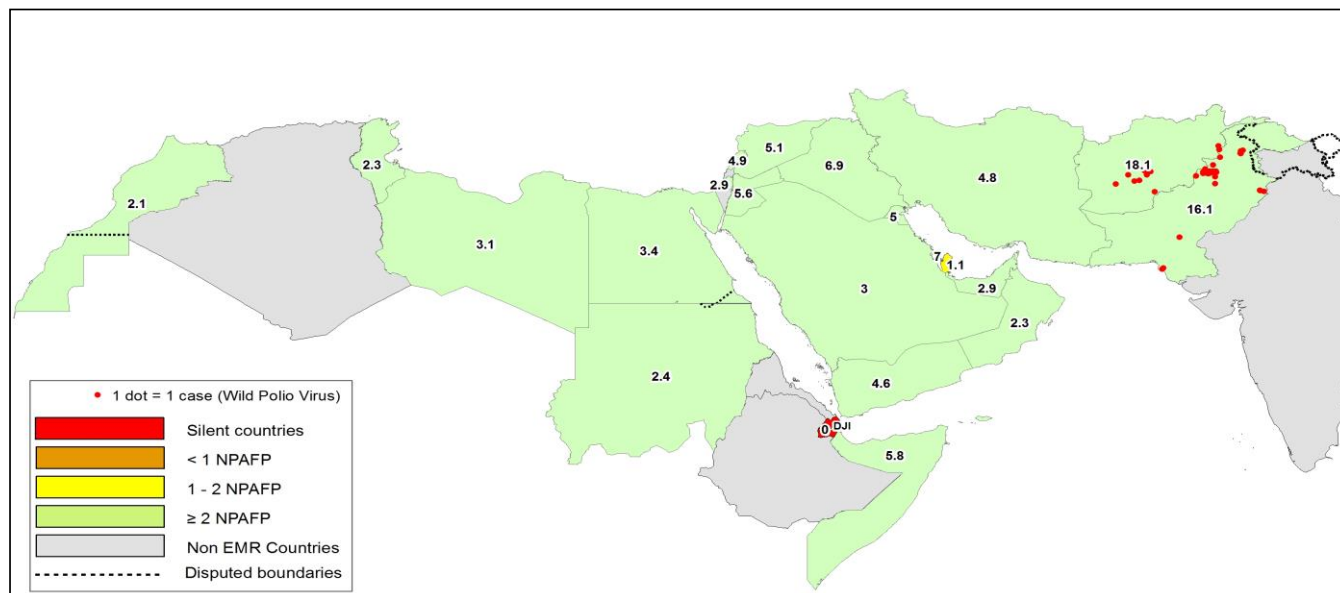 5.1
4.9
6.9
18.1
2.3
2.9
5.6
4.8
2.1
16.1
5
3.1
3.4
7
1.1
3
2.9
2.3
2.4
4.6
0 DJI
5.8
1 dot = 1 case (Wild Polio Virus)
Silent countries
< 1 NPAFP
1 - 2 NPAFP
≥ 2 NPAFP
Non EMR Countries
Disputed boundaries